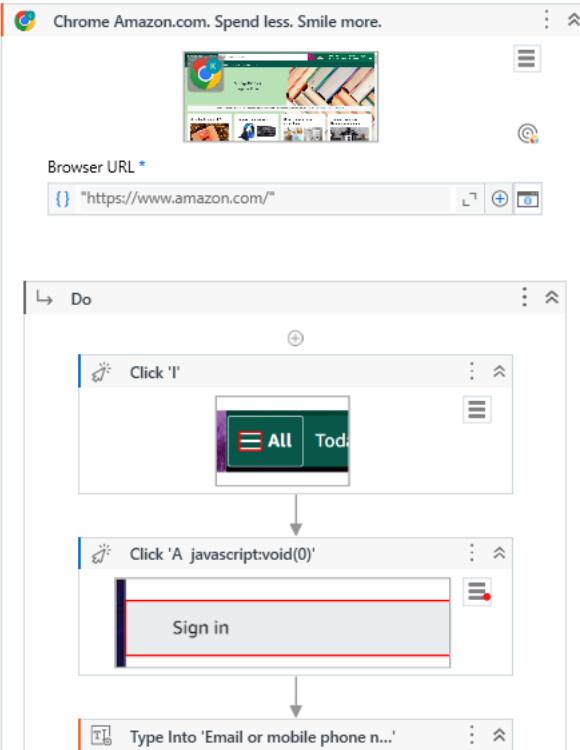 Chrome Amazon.com. Spend less. Smile more.
Browser URL *
{} "https://www.amazon.com/"
Do
Click 'I'
All Toda
Click 'A javascript:void(0)'
Sign in
Type Into 'Email or mobile phone n...'